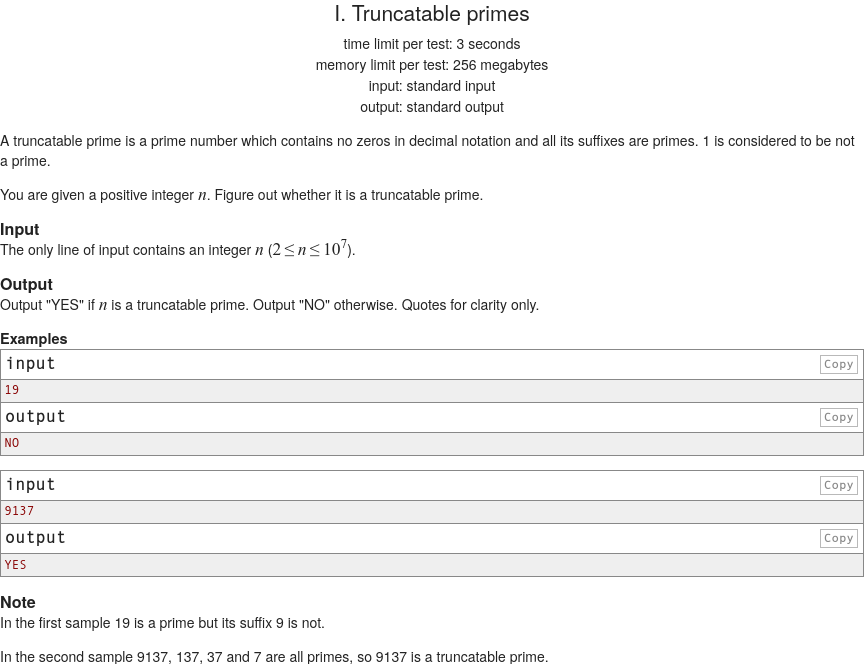 I. Truncatable primes
time limit per test: 3 seconds
memory limit per test: 256 megabytes
input: standard input
output: standard output
A truncatable prime is a prime number which contains no zeros in decimal notation and all its suffixes are primes. 1 is considered to be not
a prime.
You are given a positive integer n. Figure out whether it is a truncatable prime.
Input
The only line of input contains an integer n (2 ≤ n ≤ 10⁷).
Output
Output "YES" if n is a truncatable prime. Output "NO" otherwise. Quotes for clarity only.
Examples
input Copy
19
output Copy
NO
input Copy
9137
output Copy
YES
Note
In the first sample 19 is a prime but its suffix 9 is not.
In the second sample 9137, 137, 37 and 7 are all primes, so 9137 is a truncatable prime.